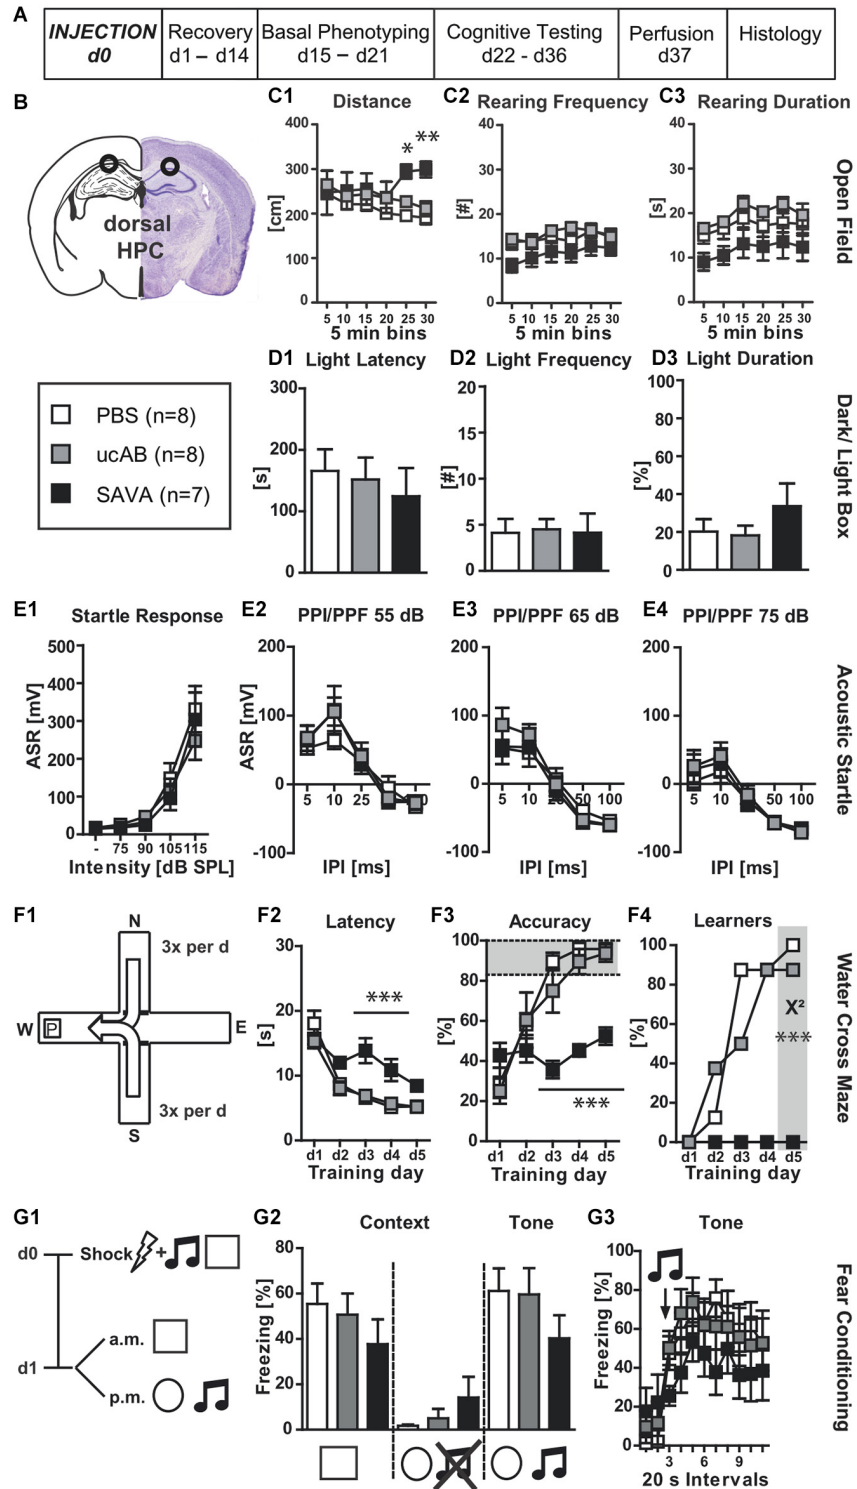 A
INJECTION d0
Recovery d1 – d14
Basal Phenotyping d15 – d21
Cognitive Testing d22 - d36
Perfusion d37
Histology
B
dorsal
HPC
C1 Distance
400
300
200
100
0
[cm]
* **
5 10 15 20 25 30
5 min bins
C2 Rearing Frequency
40
30
20
10
0
[#]
5 10 15 20 25 30
5 min bins
C3 Rearing Duration
40
30
20
10
0
[s]
5 10 15 20 25 30
5 min bins
Open Field
PBS (n=8)
ucAB (n=8)
SAVA (n=7)
D1 Light Latency
300
200
100
0
[s]
D2 Light Frequency
20
15
10
5
0
[#]
D3 Light Duration
100
80
60
40
20
0
[%]
Dark/ Light Box
E1 Startle Response
500
400
300
200
100
0
ASR [mV]
- 75 90 105 115
Intensity [dB SPL]
E2 PPI/PPF 55 dB
200
100
0
-100
ASR [mV]
5 10 25
IPI [ms]
E3 PPI/PPF 65 dB
200
100
0
-100
5 10 25 50 100
IPI [ms]
E4 PPI/PPF 75 dB
200
100
0
-100
5 10 50 100
IPI [ms]
Acoustic Startle
F1
N
3x per d
W P E
3x per d
S
F2 Latency
30
20
10
0
[s]
***
d1 d2 d3 d4 d5
Training day
F3 Accuracy
100
80
60
40
20
0
[%]
***
d1 d2 d3 d4 d5
Training day
F4 Learners
100
80
60
40
20
0
[%]
X²
***
d1 d2 d3 d4 d5
Training day
Water Cross Maze
G1
d0 Shock +
a.m.
d1
p.m.
G2 Context Tone
80
60
40
20
0
Freezing [%]
G3 Tone
100
80
60
40
20
0
Freezing [%]
3 6 9
20 s Intervals
Fear Conditioning